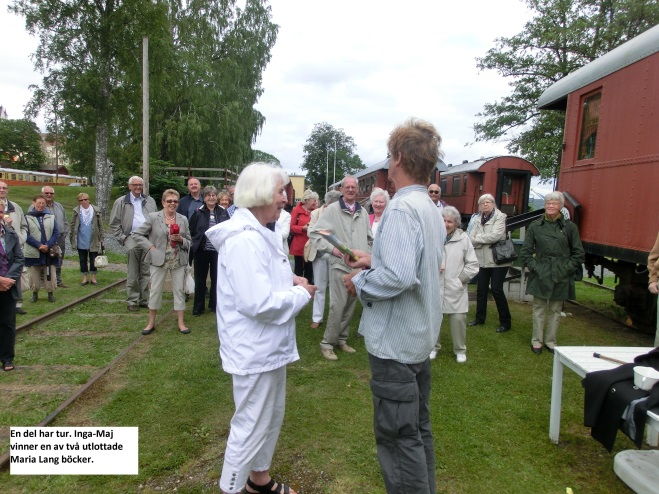 En del har tur. Inga-Maj
vinner en av två utlottade
Maria Lang böcker.